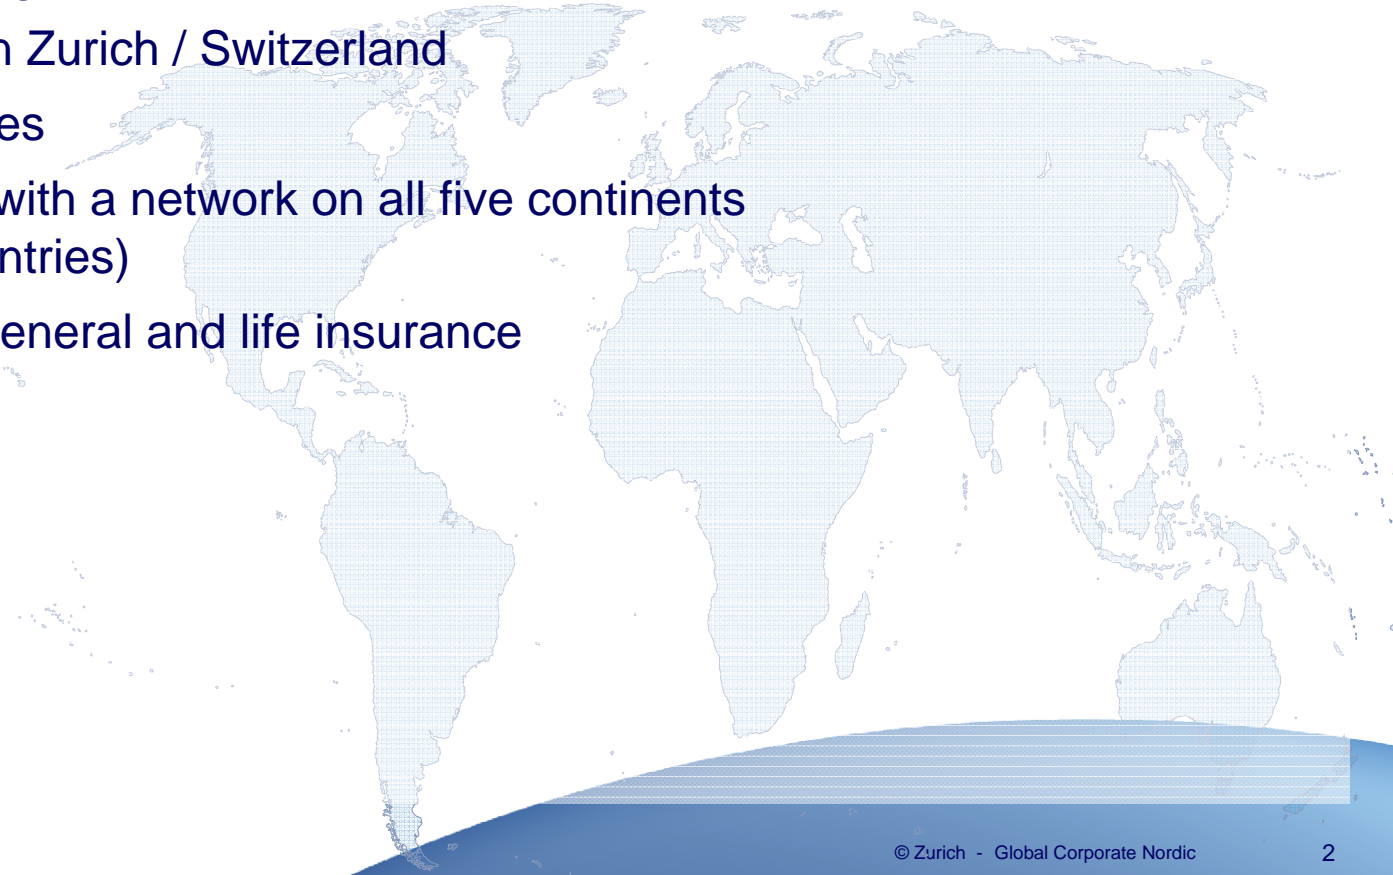 n Zurich / Switzerland
es
with a network on all five continents
ntries)
eneral and life insurance
© Zurich - Global Corporate Nordic 2